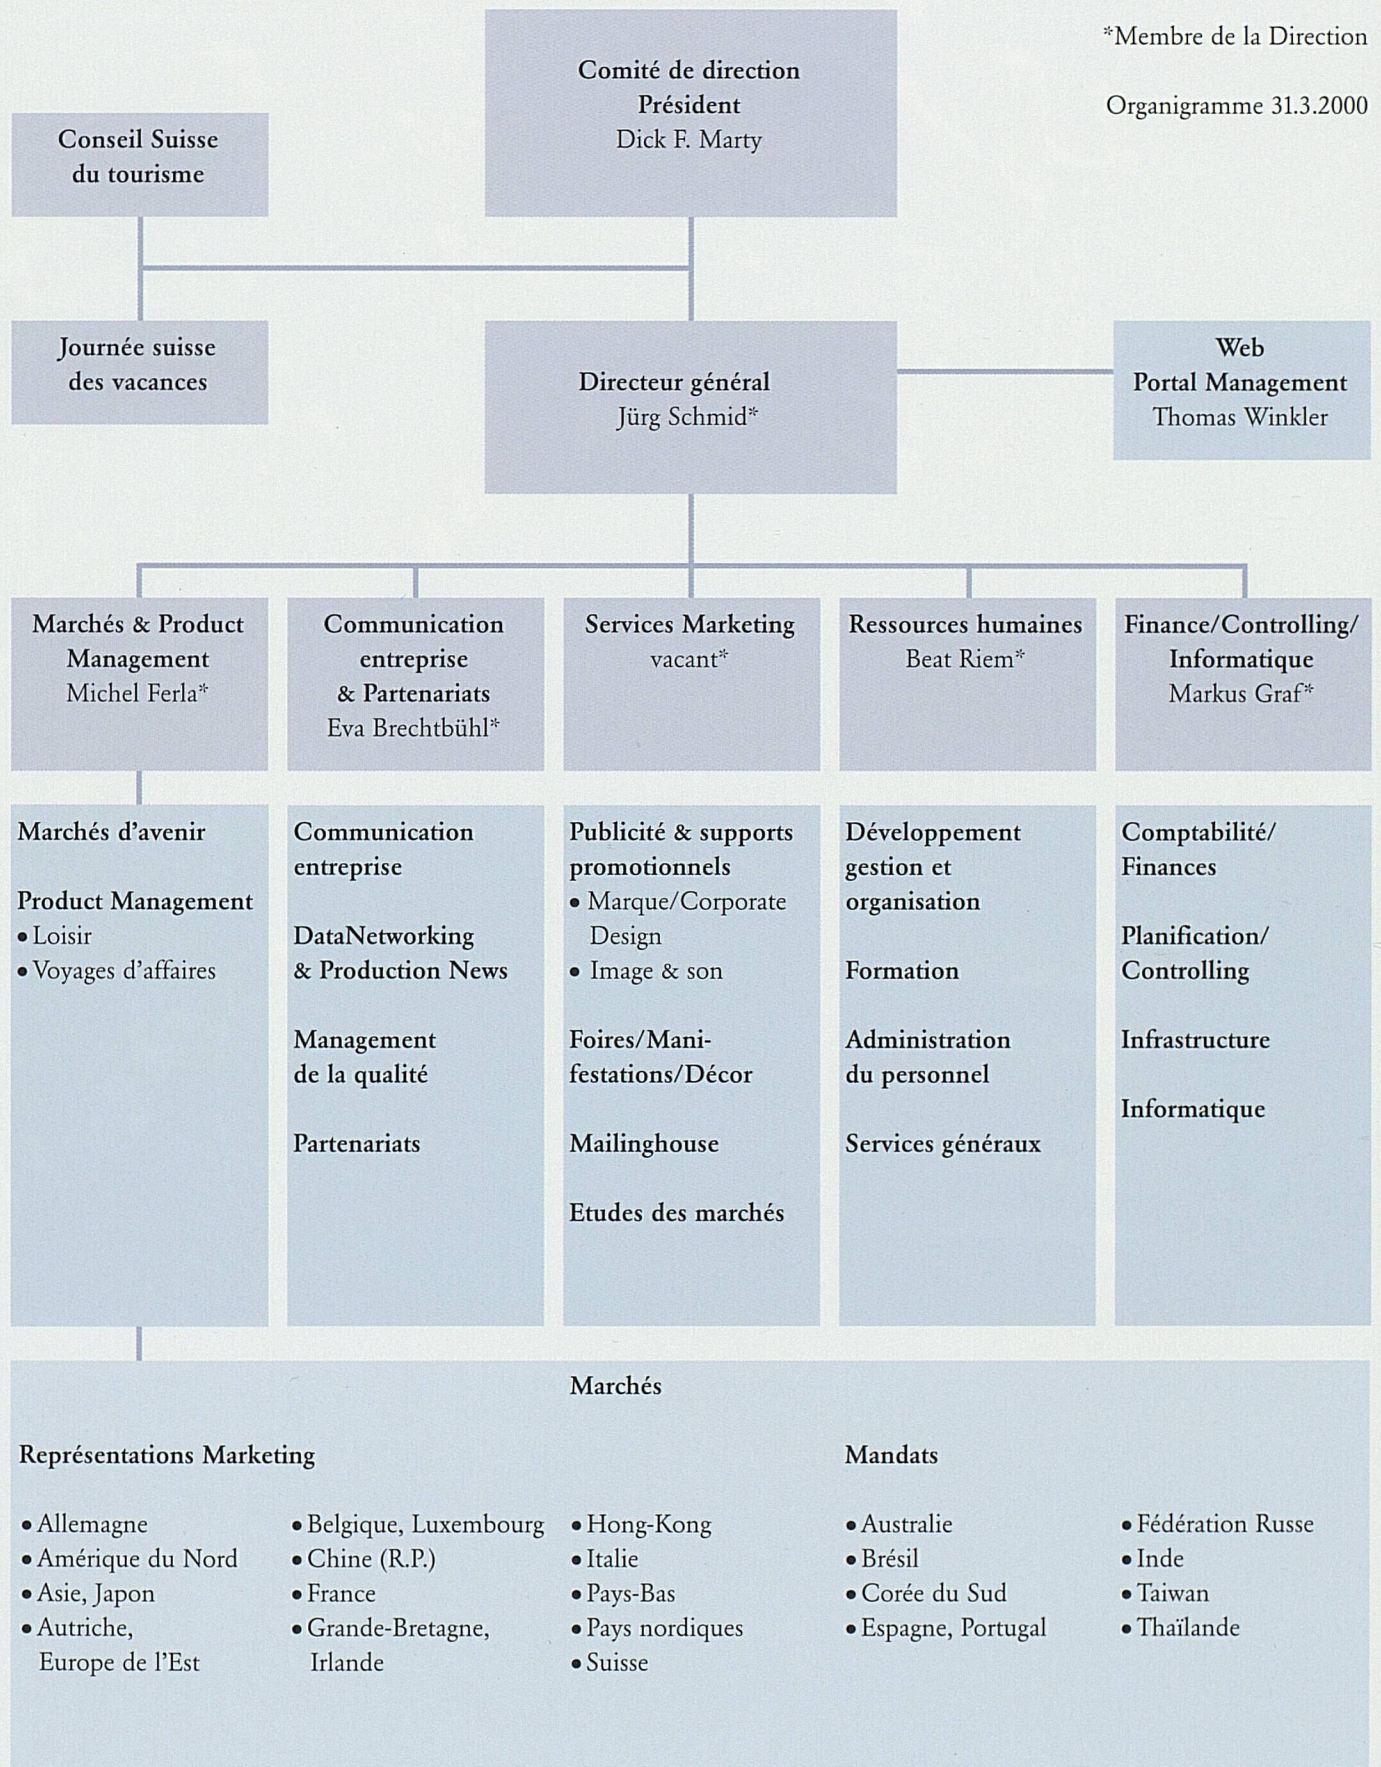 *Membre de la Direction
Organigramme 31.3.2000
Comité de direction
Président
Dick F. Marty
Conseil Suisse
du tourisme
Journée suisse
des vacances
Directeur général
Jürg Schmid*
Web
Portal Management
Thomas Winkler
Marchés & Product
Management
Michel Ferla*
Communication
entreprise
& Partenariats
Eva Brechtbühl*
Services Marketing
vacant*
Ressources humaines
Beat Riem*
Finance/Controlling/
Informatique
Markus Graf*
Marchés d'avenir
Product Management
• Loisir
• Voyages d'affaires
Communication
entreprise
DataNetworking
& Production News
Management
de la qualité
Partenariats
Publicité & supports
promotionnels
• Marque/Corporate
Design
• Image & son
Foires/Mani-
festations/Décor
Mailinghouse
Etudes des marchés
Développement
gestion et
organisation
Formation
Administration
du personnel
Services généraux
Comptabilité/
Finances
Planification/
Controlling
Infrastructure
Informatique
Marchés
Représentations Marketing
• Allemagne
• Amérique du Nord
• Asie, Japon
• Autriche,
Europe de l'Est
• Belgique, Luxembourg
• Chine (R.P.)
• France
• Grande-Bretagne,
Irlande
• Hong-Kong
• Italie
• Pays-Bas
• Pays nordiques
• Suisse
Mandats
• Australie
• Brésil
• Corée du Sud
• Espagne, Portugal
• Fédération Russe
• Inde
• Taiwan
• Thaïlande